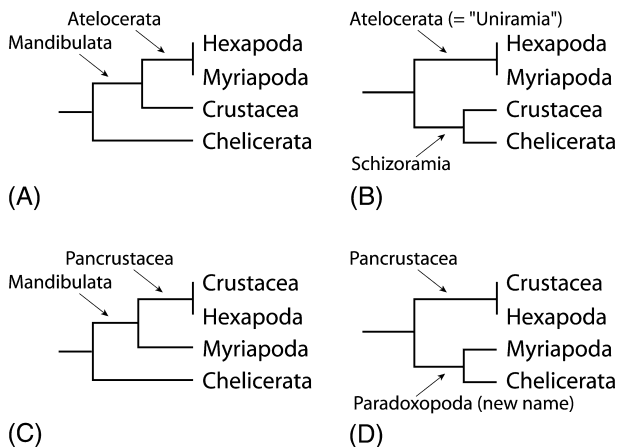 Atelocerata
Mandibulata
Hexapoda
Myriapoda
Crustacea
Chelicerata
(A)
Atelocerata (= "Uniramia")
Hexapoda
Myriapoda
Crustacea
Chelicerata
Schizoramia
(B)
Pancrustacea
Mandibulata
Crustacea
Hexapoda
Myriapoda
Chelicerata
(C)
Pancrustacea
Crustacea
Hexapoda
Myriapoda
Chelicerata
Paradoxopoda (new name)
(D)